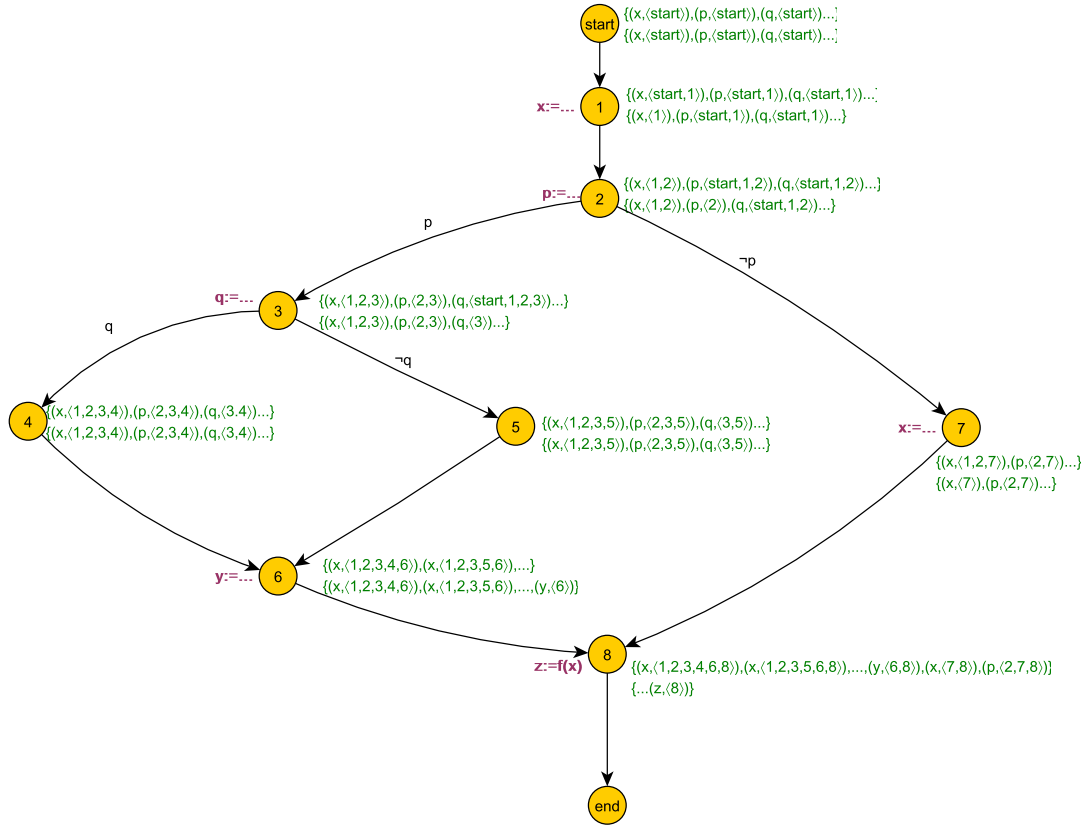 start
{(x,⟨start⟩),(p,⟨start⟩),(q,⟨start⟩)...}
{(x,⟨start⟩),(p,⟨start⟩),(q,⟨start⟩)...}
x:=...
1
{(x,⟨start,1⟩),(p,⟨start,1⟩),(q,⟨start,1⟩)...}
{(x,⟨1⟩),(p,⟨start,1⟩),(q,⟨start,1⟩)...}
p:=...
2
{(x,⟨1,2⟩),(p,⟨start,1,2⟩),(q,⟨start,1,2⟩)...}
{(x,⟨1,2⟩),(p,⟨2⟩),(q,⟨start,1,2⟩)...}
p
¬p
q:=...
3
{(x,⟨1,2,3⟩),(p,⟨2,3⟩),(q,⟨start,1,2,3⟩)...}
{(x,⟨1,2,3⟩),(p,⟨2,3⟩),(q,⟨3⟩)...}
q
¬q
4
{(x,⟨1,2,3,4⟩),(p,⟨2,3,4⟩),(q,⟨3.4⟩)...}
{(x,⟨1,2,3,4⟩),(p,⟨2,3,4⟩),(q,⟨3,4⟩)...}
5
{(x,⟨1,2,3,5⟩),(p,⟨2,3,5⟩),(q,⟨3,5⟩)...}
{(x,⟨1,2,3,5⟩),(p,⟨2,3,5⟩),(q,⟨3,5⟩)...}
x:=...
7
{(x,⟨1,2,7⟩),(p,⟨2,7⟩)...}
{(x,⟨7⟩),(p,⟨2,7⟩)...}
y:=...
6
{(x,⟨1,2,3,4,6⟩),(x,⟨1,2,3,5,6⟩),...}
{(x,⟨1,2,3,4,6⟩),(x,⟨1,2,3,5,6⟩),...,(y,⟨6⟩)}
z:=f(x)
8
{(x,⟨1,2,3,4,6,8⟩),(x,⟨1,2,3,5,6,8⟩),...,(y,⟨6,8⟩),(x,⟨7,8⟩),(p,⟨2,7,8⟩)}
{...(z,⟨8⟩)}
end